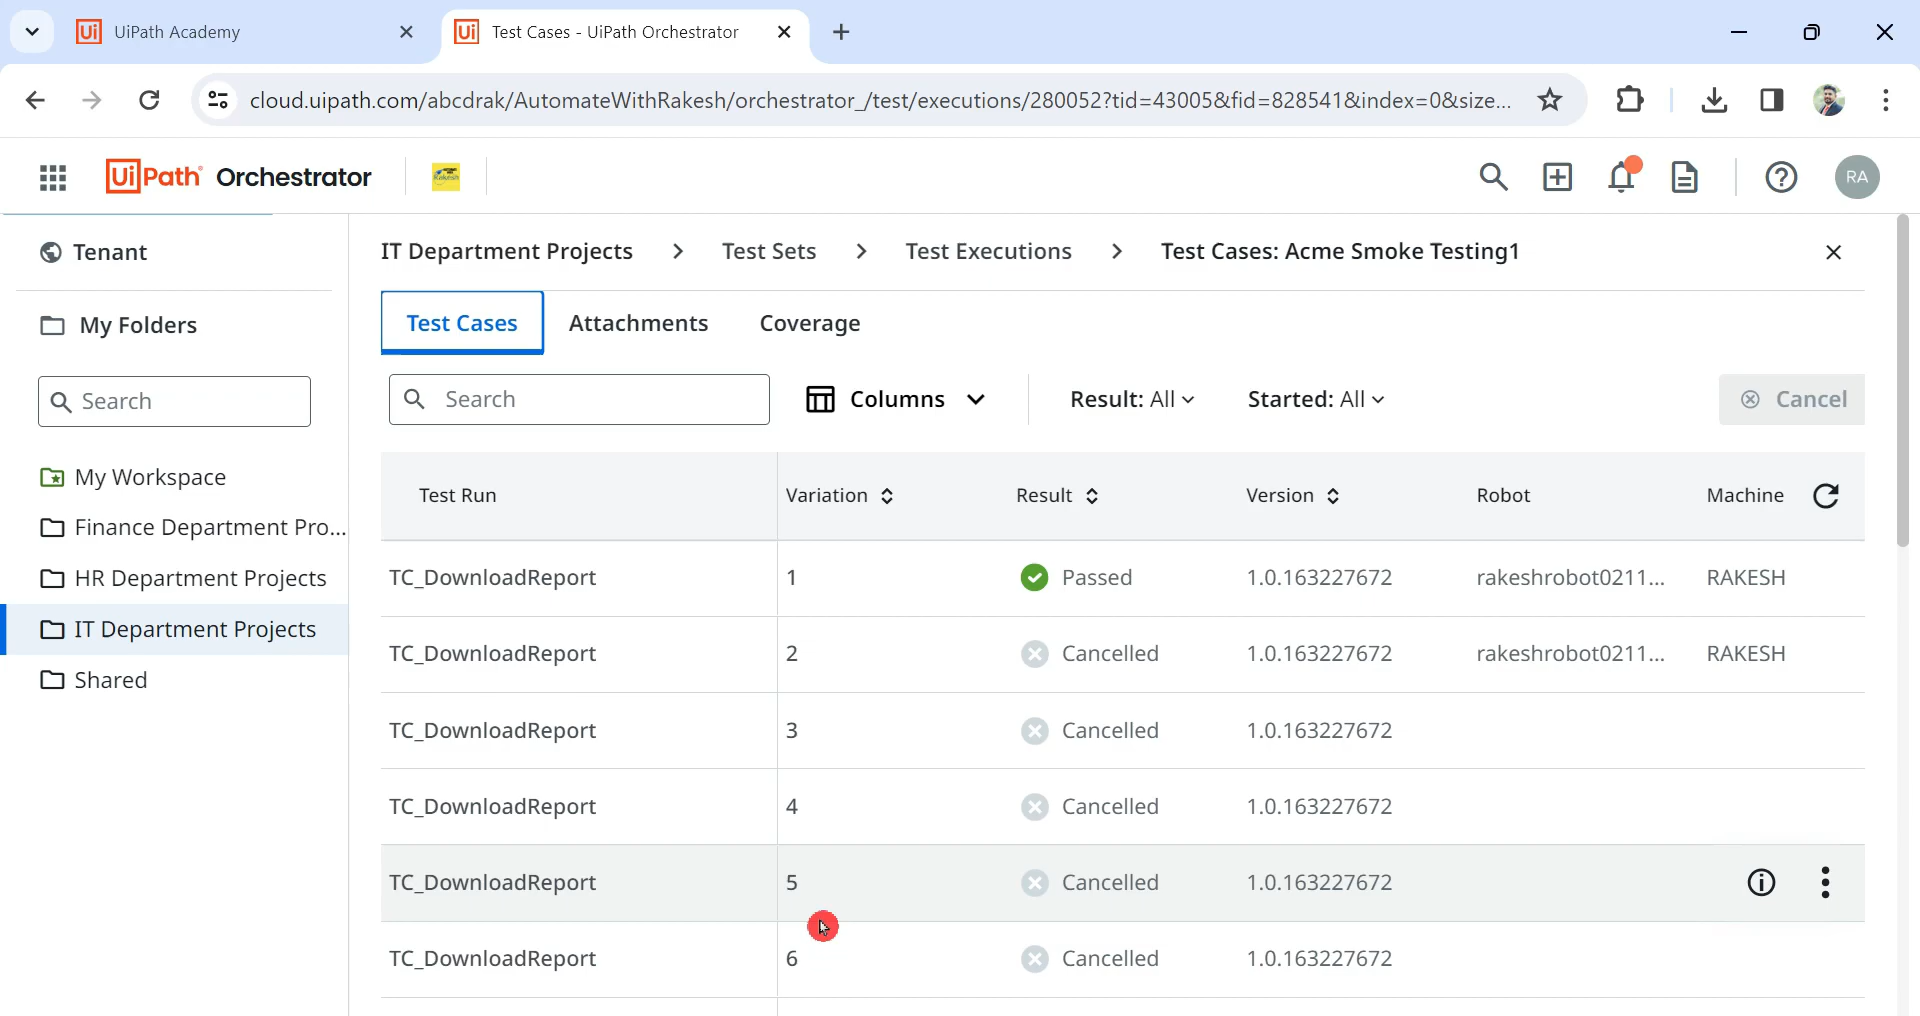 UiPath Academy
Test Cases - UiPath Orchestrator
cloud.uipath.com/abcdrak/AutomateWithRakesh/orchestrator_/test/executions/280052?tid=43005&fid=828541&index=0&size...
UiPath Orchestrator
Rakesh
RA
Tenant
My Folders
Search
My Workspace
Finance Department Pro...
HR Department Projects
IT Department Projects
Shared
IT Department Projects > Test Sets > Test Executions > Test Cases: Acme Smoke Testing1
Test Cases Attachments Coverage
Search Columns Result: All Started: All Cancel
Test Run Variation Result Version Robot Machine
TC_DownloadReport 1 Passed 1.0.163227672 rakeshrobot0211... RAKESH
TC_DownloadReport 2 Cancelled 1.0.163227672 rakeshrobot0211... RAKESH
TC_DownloadReport 3 Cancelled 1.0.163227672
TC_DownloadReport 4 Cancelled 1.0.163227672
TC_DownloadReport 5 Cancelled 1.0.163227672
TC_DownloadReport 6 Cancelled 1.0.163227672